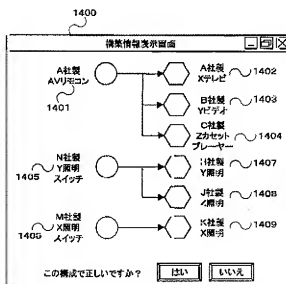 1400
構築情報表示画面
A社製
AVリモコン
1401
A社製
Xテレビ
1402
B社製
Yビデオ
1403
C社製
Zカセット
プレーヤー
1404
N社製
Y照明
スイッチ
1405
H社製
Y照明
1407
J社製
Z照明
1408
M社製
X照明
スイッチ
1406
K社製
X照明
1409
この構成で正しいですか？
はい
いいえ